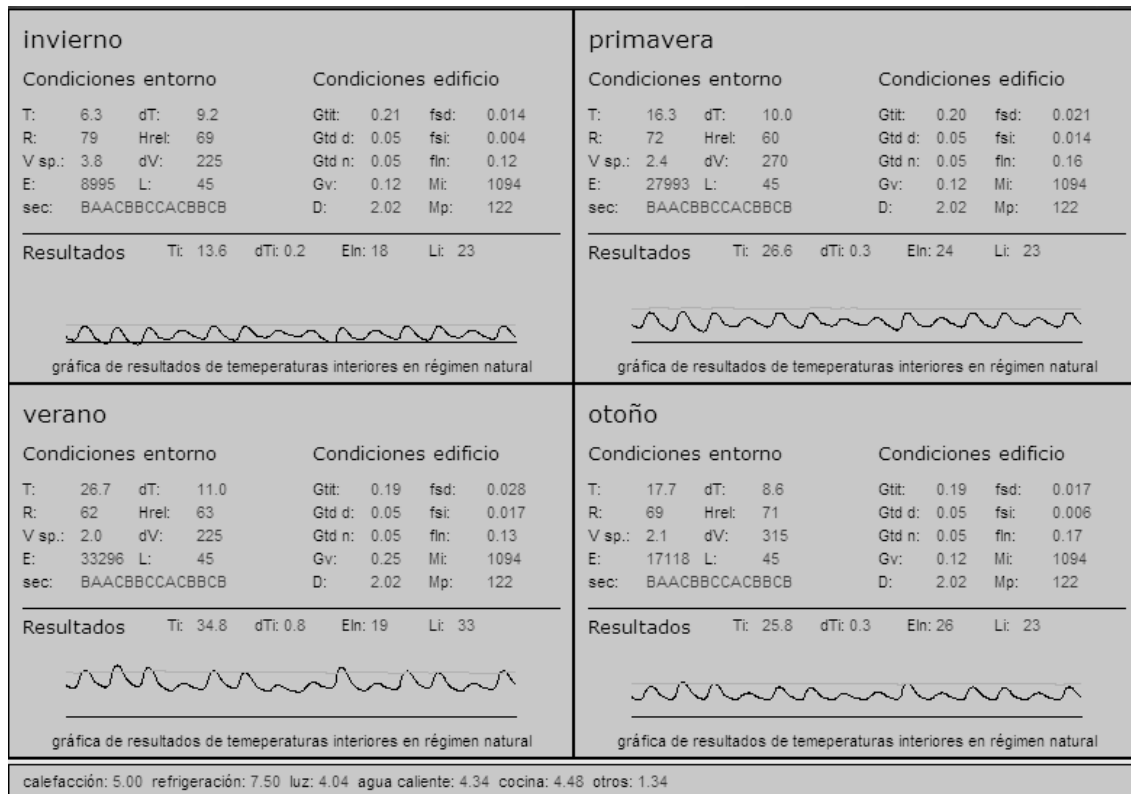 invierno
Condiciones entorno Condiciones edificio
T: 6.3 dT: 9.2 Gtit: 0.21 fsd: 0.014
R: 79 Hrel: 69 Gtd d: 0.05 fsi: 0.004
V sp.: 3.8 dV: 225 Gtd n: 0.05 fln: 0.12
E: 8995 L: 45 Gv: 0.12 Mi: 1094
sec: BAACBBCCACBBCB D: 2.02 Mp: 122
Resultados Ti: 13.6 dTi: 0.2 Eln: 18 Li: 23
gráfica de resultados de temeperaturas interiores en régimen natural
primavera
Condiciones entorno Condiciones edificio
T: 16.3 dT: 10.0 Gtit: 0.20 fsd: 0.021
R: 72 Hrel: 60 Gtd d: 0.05 fsi: 0.014
V sp.: 2.4 dV: 270 Gtd n: 0.05 fln: 0.16
E: 27993 L: 45 Gv: 0.12 Mi: 1094
sec: BAACBBCCACBBCB D: 2.02 Mp: 122
Resultados Ti: 26.6 dTi: 0.3 Eln: 24 Li: 23
gráfica de resultados de temeperaturas interiores en régimen natural
verano
Condiciones entorno Condiciones edificio
T: 26.7 dT: 11.0 Gtit: 0.19 fsd: 0.028
R: 62 Hrel: 63 Gtd d: 0.05 fsi: 0.017
V sp.: 2.0 dV: 225 Gtd n: 0.05 fln: 0.13
E: 33296 L: 45 Gv: 0.25 Mi: 1094
sec: BAACBBCCACBBCB D: 2.02 Mp: 122
Resultados Ti: 34.8 dTi: 0.8 Eln: 19 Li: 33
gráfica de resultados de temeperaturas interiores en régimen natural
otoño
Condiciones entorno Condiciones edificio
T: 17.7 dT: 8.6 Gtit: 0.19 fsd: 0.017
R: 69 Hrel: 71 Gtd d: 0.05 fsi: 0.006
V sp.: 2.1 dV: 315 Gtd n: 0.05 fln: 0.17
E: 17118 L: 45 Gv: 0.12 Mi: 1094
sec: BAACBBCCACBBCB D: 2.02 Mp: 122
Resultados Ti: 25.8 dTi: 0.3 Eln: 26 Li: 23
gráfica de resultados de temeperaturas interiores en régimen natural
calefacción: 5.00 refrigeración: 7.50 luz: 4.04 agua caliente: 4.34 cocina: 4.48 otros: 1.34